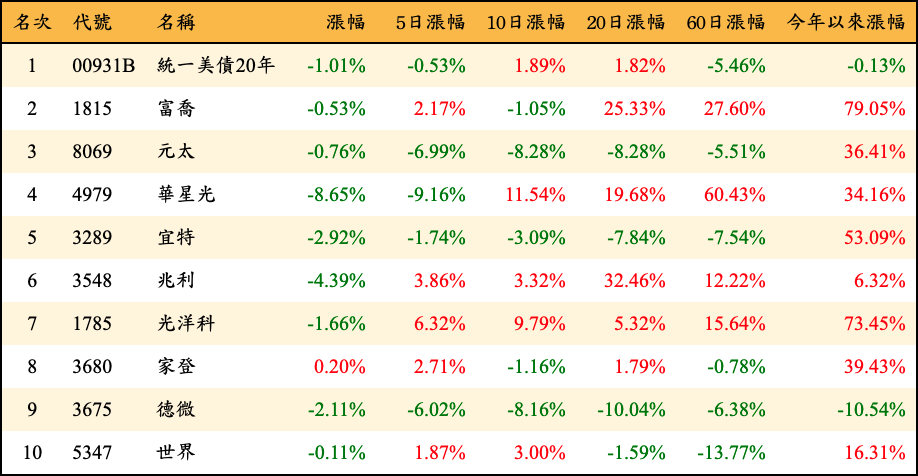 名次 代號 名稱 漲幅 5日漲幅 10日漲幅 20日漲幅 60日漲幅 今年以來漲幅
1 00931B 統一美債20年 -1.01% -0.53% 1.89% 1.82% -5.46% -0.13%
2 1815 富喬 -0.53% 2.17% -1.05% 25.33% 27.60% 79.05%
3 8069 元太 -0.76% -6.99% -8.28% -8.28% -5.51% 36.41%
4 4979 華星光 -8.65% -9.16% 11.54% 19.68% 60.43% 34.16%
5 3289 宜特 -2.92% -1.74% -3.09% -7.84% -7.54% 53.09%
6 3548 兆利 -4.39% 3.86% 3.32% 32.46% 12.22% 6.32%
7 1785 光洋科 -1.66% 6.32% 9.79% 5.32% 15.64% 73.45%
8 3680 家登 0.20% 2.71% -1.16% 1.79% -0.78% 39.43%
9 3675 德微 -2.11% -6.02% -8.16% -10.04% -6.38% -10.54%
10 5347 世界 -0.11% 1.87% 3.00% -1.59% -13.77% 16.31%